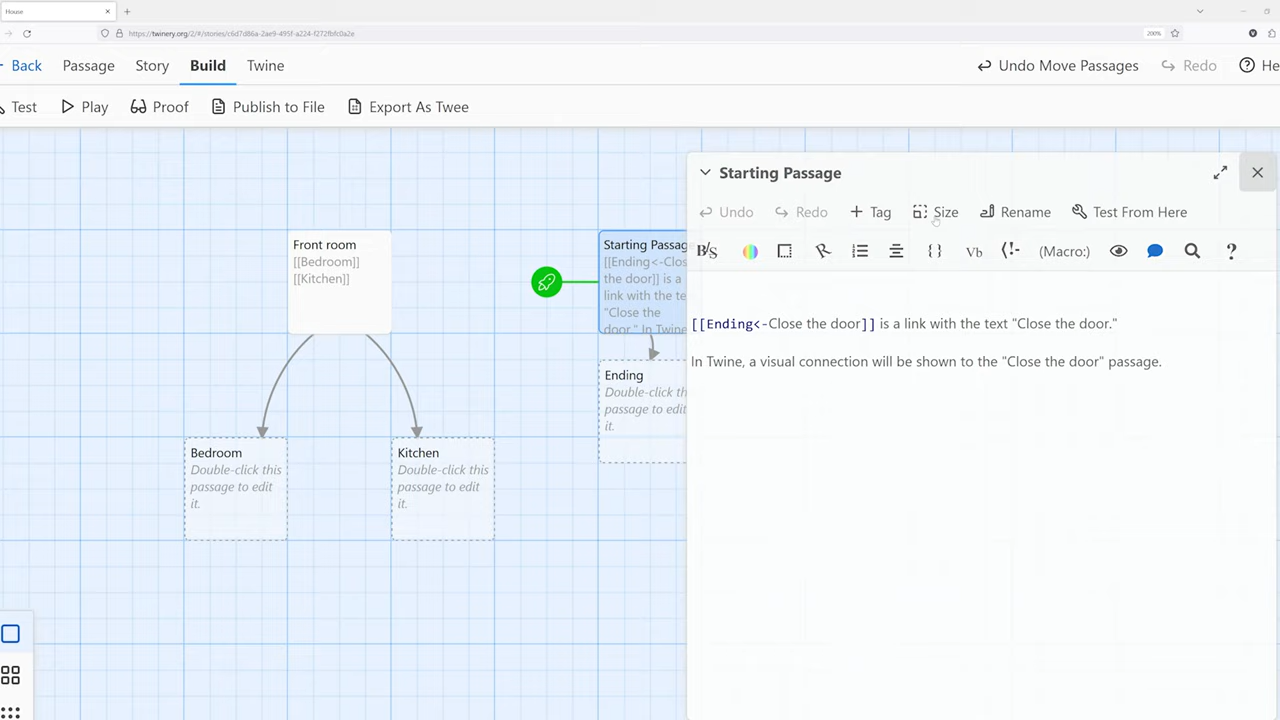 House
https://twinery.org/2/#/stories/c6d7d86a-2ae9-495f-a224-f272fbfc0a2e
200%
Back
Passage
Story
Build
Twine
Undo Move Passages
Redo
He
Test
Play
Proof
Publish to File
Export As Twee
Front room
[[Bedroom]]
[[Kitchen]]
Bedroom
Double-click this
passage to edit
it.
Kitchen
Double-click this
passage to edit
it.
Starting Passage
[[Ending<-Clos
the door]] is a
link with the te
"Close the
door." In Twine
Ending
Double-click th
passage to edit
it.
Starting Passage
Undo
Redo
Tag
Size
Rename
Test From Here
B/S
{ }
Vb
(Macro:)
?
[[Ending<-Close the door]] is a link with the text "Close the door."
In Twine, a visual connection will be shown to the "Close the door" passage.